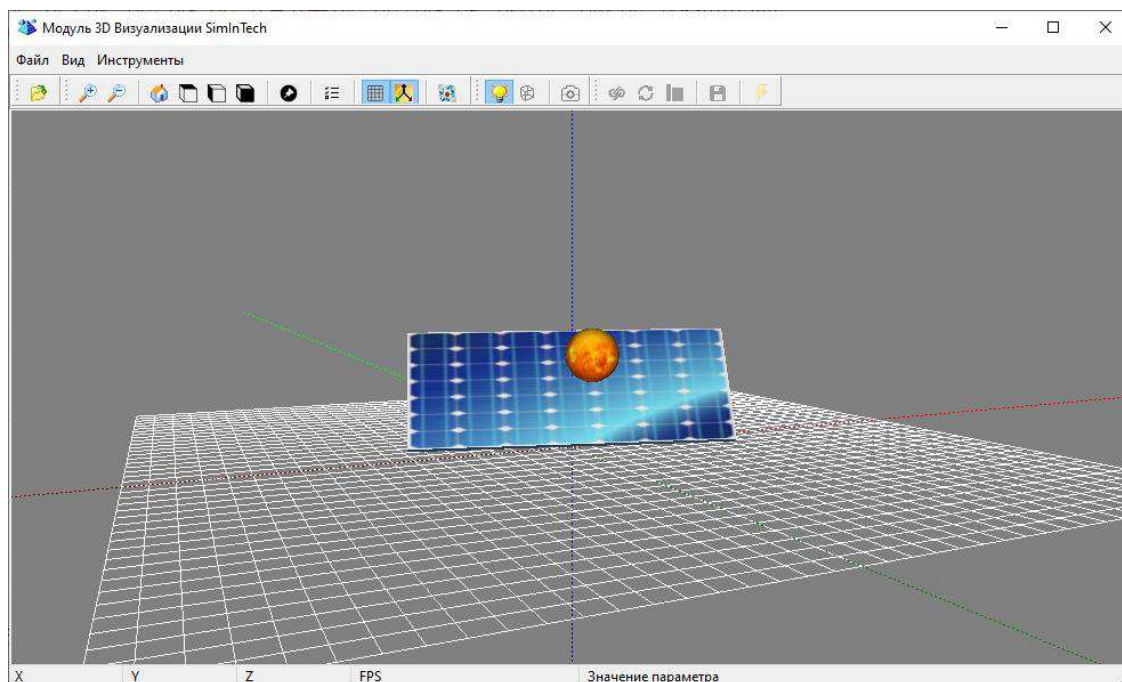 Модуль 3D Визуализации SimInTech
Файл Вид Инструменты
X Y Z FPS Значение параметра